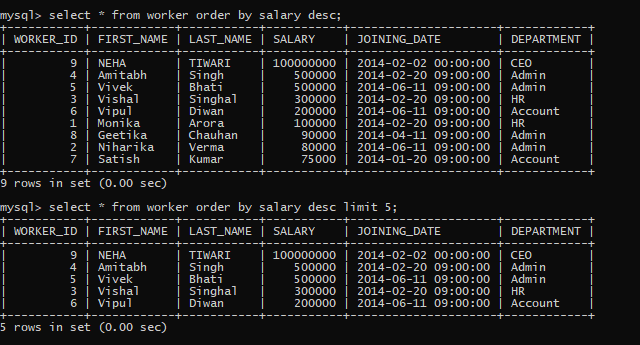 mysql> select * from worker order by salary desc;
+-----------+------------+-----------+-----------+---------------------+------------+
| WORKER_ID | FIRST_NAME | LAST_NAME | SALARY    | JOINING_DATE        | DEPARTMENT |
+-----------+------------+-----------+-----------+---------------------+------------+
|         9 | NEHA       | TIWARI    | 100000000 | 2014-02-02 00:00:00 | CEO        |
|         4 | Amitabh    | Singh     |    500000 | 2014-02-20 09:00:00 | Admin      |
|         5 | Vivek      | Bhati     |    500000 | 2014-06-11 09:00:00 | Admin      |
|         3 | Vishal     | Singhal   |    300000 | 2014-02-20 09:00:00 | HR         |
|         6 | Vipul      | Diwan     |    200000 | 2014-06-11 09:00:00 | Account    |
|         1 | Monika     | Arora     |    100000 | 2014-02-20 09:00:00 | HR         |
|         8 | Geetika    | Chauhan   |     90000 | 2014-04-11 09:00:00 | Admin      |
|         2 | Niharika   | Verma     |     80000 | 2014-06-11 09:00:00 | Admin      |
|         7 | Satish     | Kumar     |     75000 | 2014-01-20 09:00:00 | Account    |
+-----------+------------+-----------+-----------+---------------------+------------+
9 rows in set (0.00 sec)
mysql> select * from worker order by salary desc limit 5;
+-----------+------------+-----------+-----------+---------------------+------------+
| WORKER_ID | FIRST_NAME | LAST_NAME | SALARY    | JOINING_DATE        | DEPARTMENT |
+-----------+------------+-----------+-----------+---------------------+------------+
|         9 | NEHA       | TIWARI    | 100000000 | 2014-02-02 00:00:00 | CEO        |
|         4 | Amitabh    | Singh     |    500000 | 2014-02-20 09:00:00 | Admin      |
|         5 | Vivek      | Bhati     |    500000 | 2014-06-11 09:00:00 | Admin      |
|         3 | Vishal     | Singhal   |    300000 | 2014-02-20 09:00:00 | HR         |
|         6 | Vipul      | Diwan     |    200000 | 2014-06-11 09:00:00 | Account    |
+-----------+------------+-----------+-----------+---------------------+------------+
5 rows in set (0.00 sec)